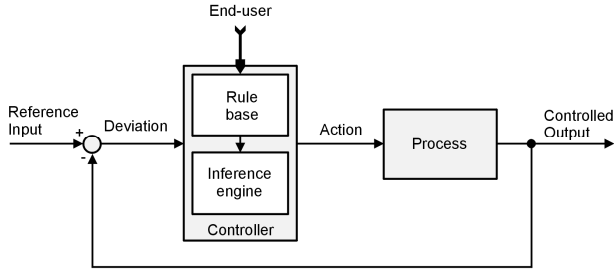 End-user
Reference
Input
+
-
Deviation
Rule
base
Inference
engine
Controller
Action
Process
Controlled
Output